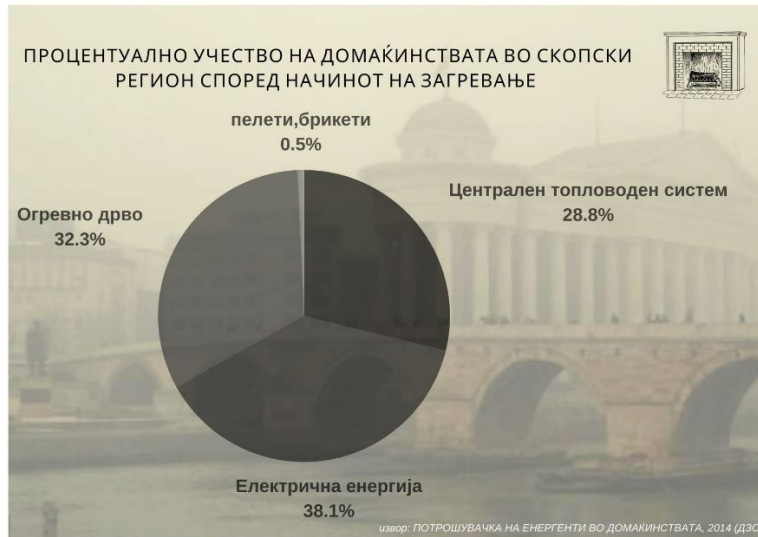 ПРОЦЕНТУАЛНО УЧЕСТВО НА ДОМАЌИНСТВАТА ВО СКОПСКИ
РЕГИОН СПОРЕД НАЧИНОТ НА ЗАГРЕВАЊЕ
пелети,брикети
0.5%
Централен топловоден систем
28.8%
Огревно дрво
32.3%
Електрична енергија
38.1%
извор: ПОТРОШУВАЧКА НА ЕНЕРГЕНТИ ВО ДОМАЌИНСТВАТА, 2014 (ДЗС